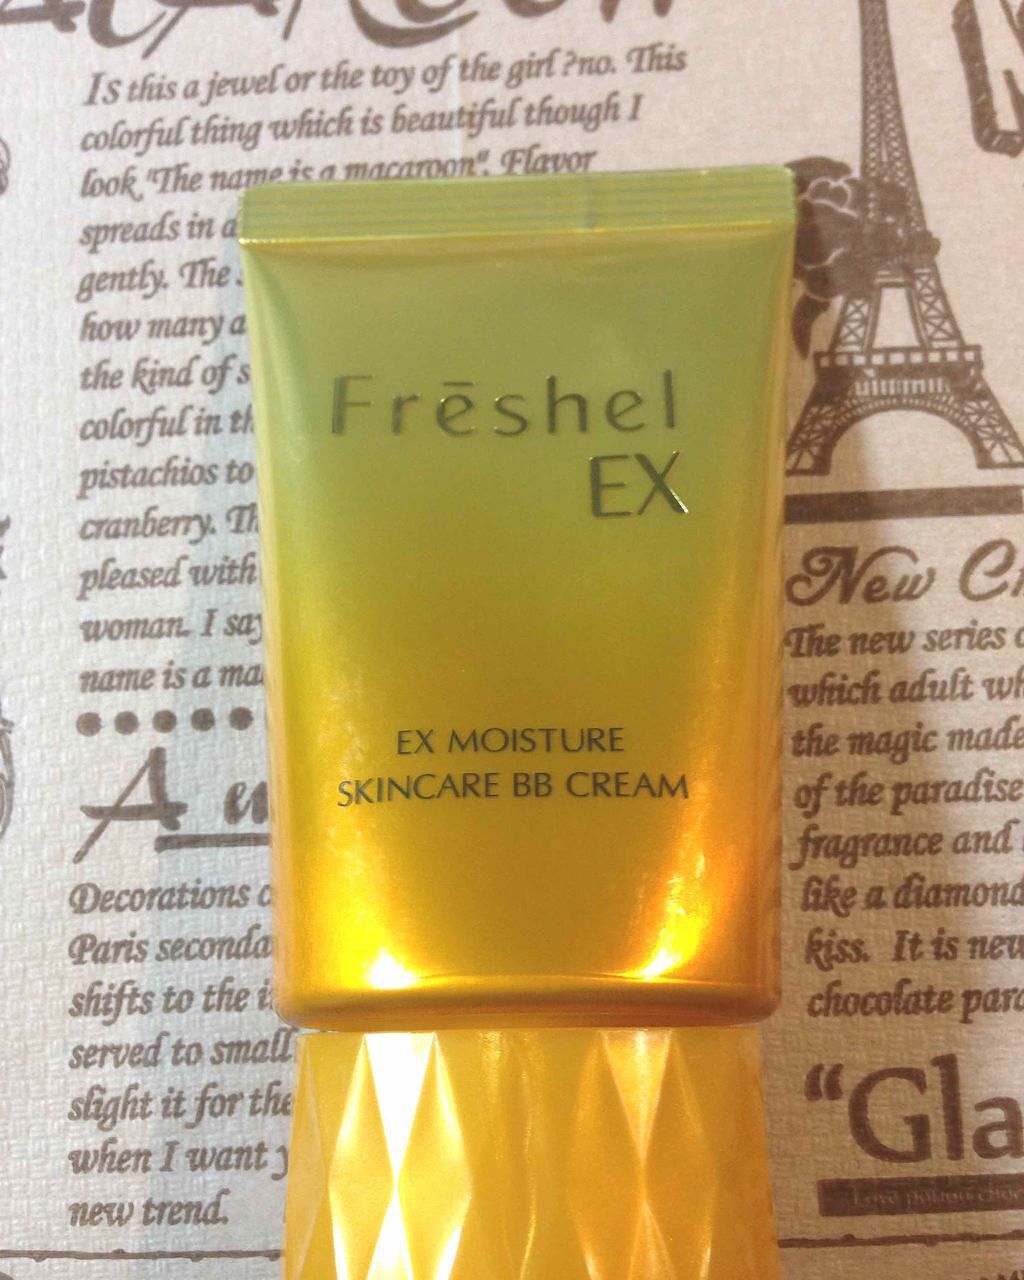 Is this a jewel or the toy of the girl ?no. This
colorful thing which is beautiful though I
look "The name is a macaroon". Flavor
spreads in a
gently. The
how many a
the kind of s
colorful in th
pistachios to
cranberry. Th
pleased with
woman. I say
name is a ma
Decorations
Paris seconda
shifts to the i
served to small
slight it for the
when I want y
new trend.
Frēshel
EX
EX MOISTURE
SKINCARE BB CREAM
New C
The new series
which adult wh
the magic made
of the paradise
fragrance and
like a diamond
kiss. It is new
chocolate para
"Gla